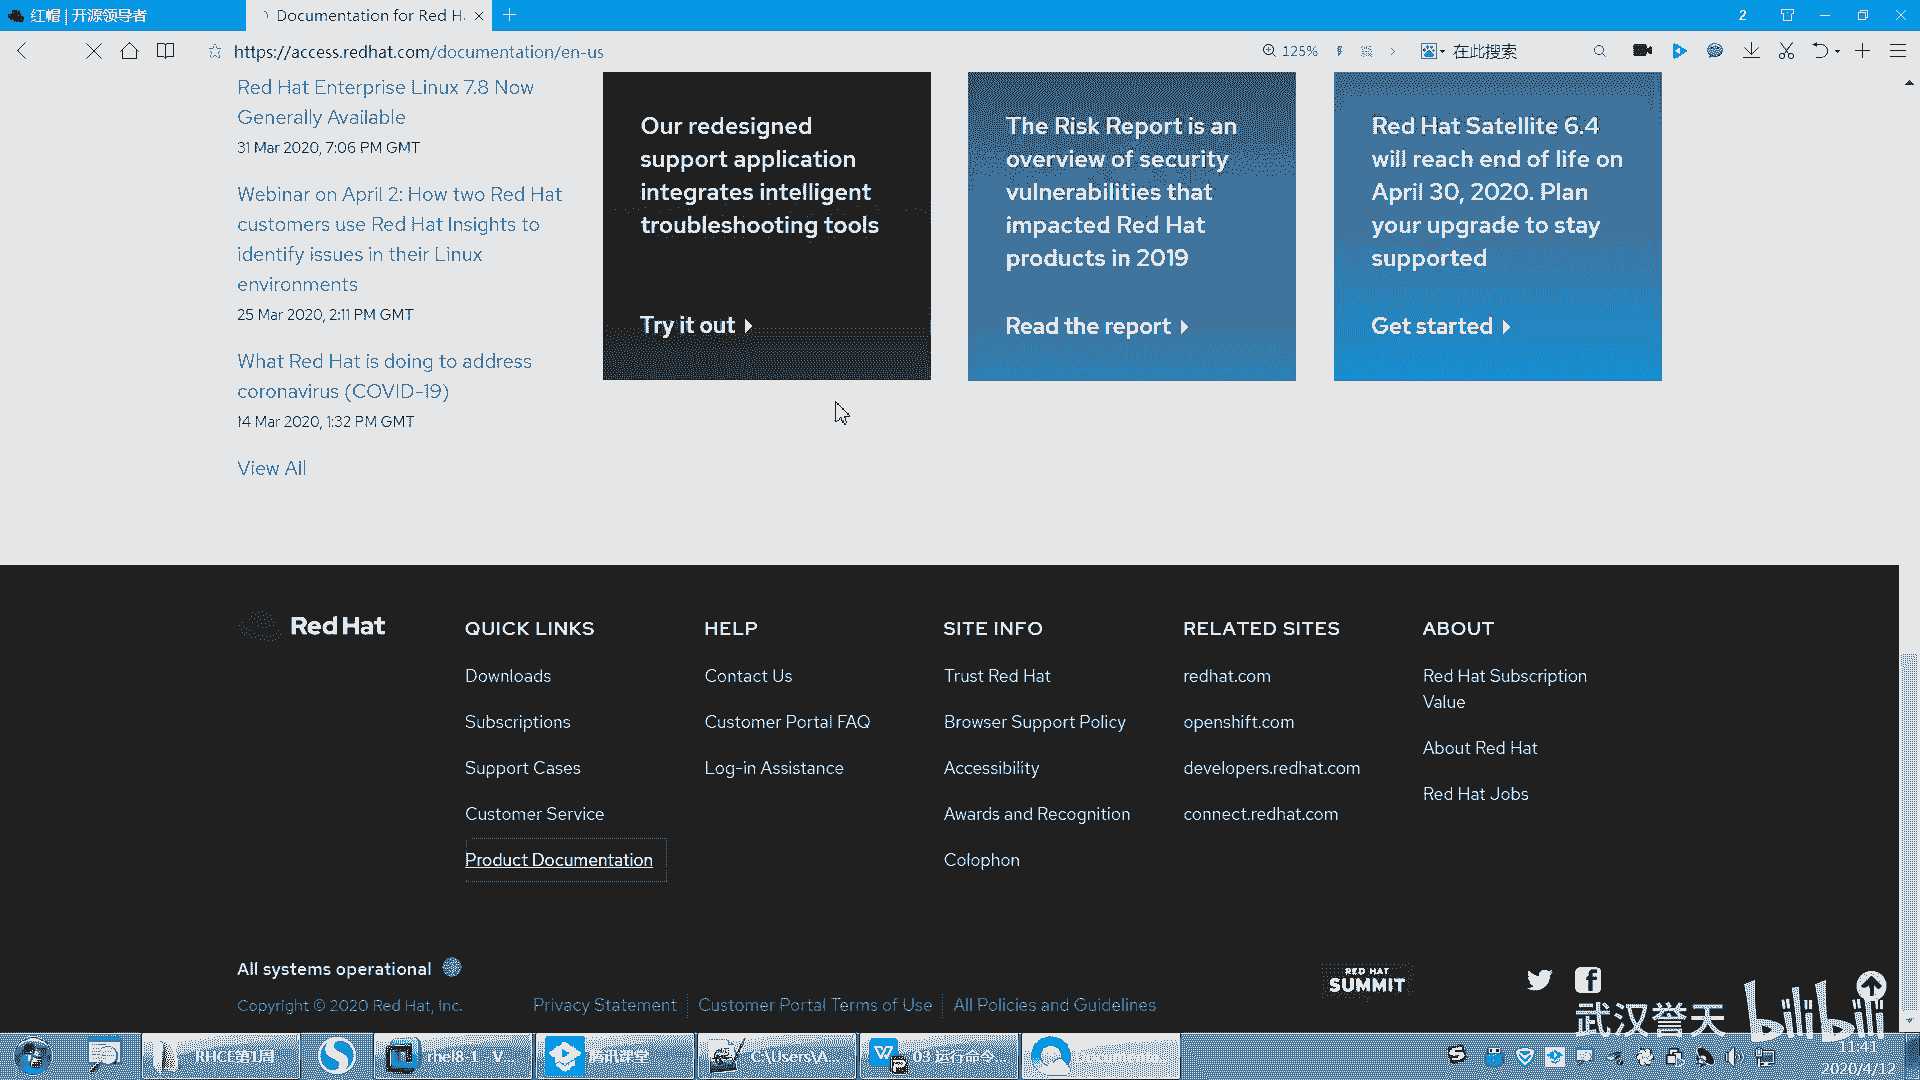 红帽 | 开源领导者
Documentation for Red H
2
https://access.redhat.com/documentation/en-us
125%
在此搜索
Red Hat Enterprise Linux 7.8 Now
Generally Available
31 Mar 2020, 7:06 PM GMT
Webinar on April 2: How two Red Hat
customers use Red Hat Insights to
identify issues in their Linux
environments
25 Mar 2020, 2:11 PM GMT
What Red Hat is doing to address
coronavirus (COVID-19)
14 Mar 2020, 1:32 PM GMT
View All
Our redesigned
support application
integrates intelligent
troubleshooting tools
Try it out
The Risk Report is an
overview of security
vulnerabilities that
impacted Red Hat
products in 2019
Read the report
Red Hat Satellite 6.4
will reach end of life on
April 30, 2020. Plan
your upgrade to stay
supported
Get started
Red Hat
QUICK LINKS
Downloads
Subscriptions
Support Cases
Customer Service
Product Documentation
HELP
Contact Us
Customer Portal FAQ
Log-in Assistance
SITE INFO
Trust Red Hat
Browser Support Policy
Accessibility
Awards and Recognition
Colophon
RELATED SITES
redhat.com
openshift.com
developers.redhat.com
connect.redhat.com
ABOUT
Red Hat Subscription
Value
About Red Hat
Red Hat Jobs
All systems operational
Copyright © 2020 Red Hat, Inc.
Privacy Statement
Customer Portal Terms of Use
All Policies and Guidelines
RED HAT
SUMMIT
武汉誉天
bilibili
RHCE第1周
rhel8-1 - V...
腾讯课堂
C:\Users\A...
03 运行命令...
11:41
2020/4/12